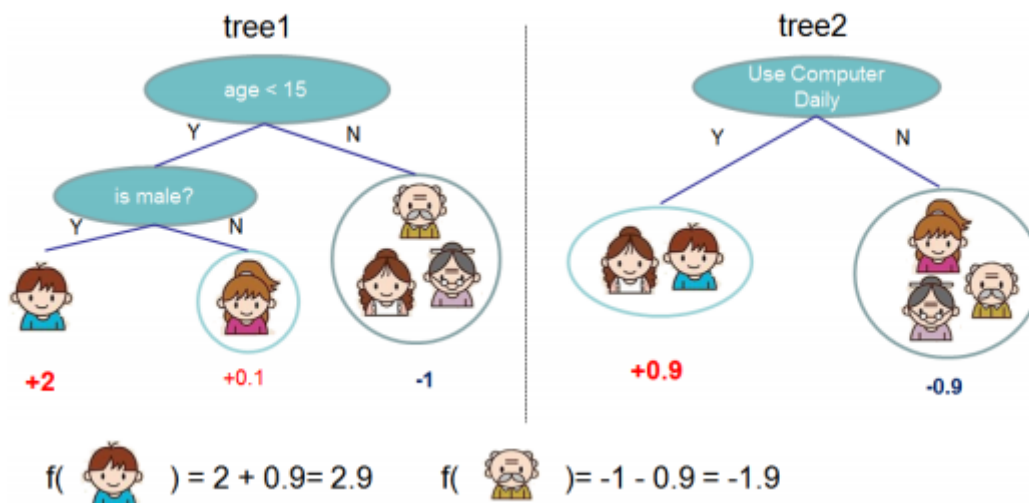 tree1
tree2
age < 15
Use Computer
Daily
Y
N
Y
N
is male?
Y
N
+2
+0.1
-1
+0.9
-0.9
f( ) = 2 + 0.9= 2.9
f( )= -1 - 0.9 = -1.9